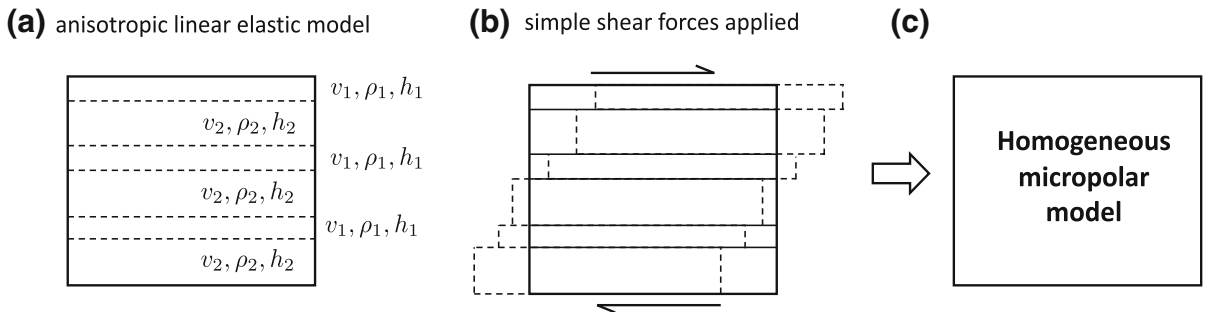 (a) anisotropic linear elastic model
(b) simple shear forces applied
(c)
v₁, ρ₁, h₁
v₂, ρ₂, h₂
v₁, ρ₁, h₁
v₂, ρ₂, h₂
v₁, ρ₁, h₁
v₂, ρ₂, h₂
Homogeneous
micropolar
model